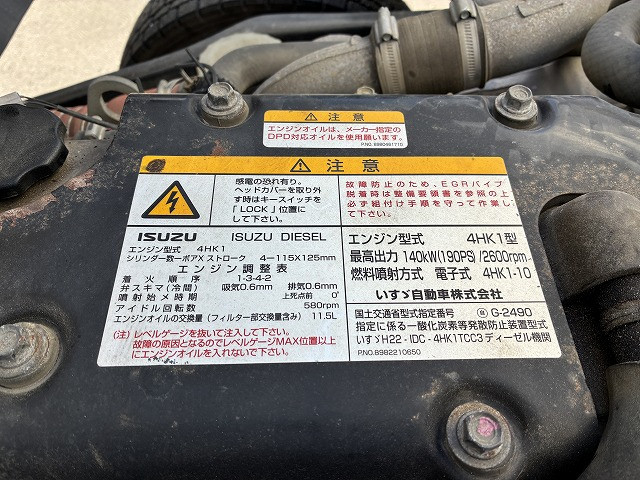 注意
エンジンオイルは、メーカー指定の
DPD対応オイルを使用願います。
P.NO. 8980461710
注意
感電の恐れ有り。
ヘッドカバーを取り外
す時はキースイッチを
「LOCK」位置に
して下さい。
故障防止のため、EGRパイプ
脱着時は整備要領書を参照の上
必ず組付け手順を守って作業し
て下さい。
ISUZU ISUZU DIESEL
エンジン型式 4HK1
シリンダー数ーボアX ストローク 4ー115X125mm
エンジン調整表
着火順序 1-3-4-2
弁スキマ(冷間) 吸気0.6mm 排気0.6mm
噴射始メ時期 上死点前 0°
アイドル回転数 580rpm
エンジンオイルの交換量(フィルター部交換量含み) 11.5L
(注) レベルゲージを抜いて注入して下さい。
故障の原因となるのでレベルゲージMAX位置以上
にエンジンオイルを入れないで下さい。
エンジン型式 4HK1型
最高出力 140kW(190PS)/2600rpm
燃料噴射方式 電子式 4HK1-10
いすゞ自動車株式会社
国土交通省型式指定番号 G-2490
指定に係る一酸化炭素等発散防止装置型式
いすゞH22-IDC-4HK1TCC3 ディーゼル機関
P.NO. 8982210650